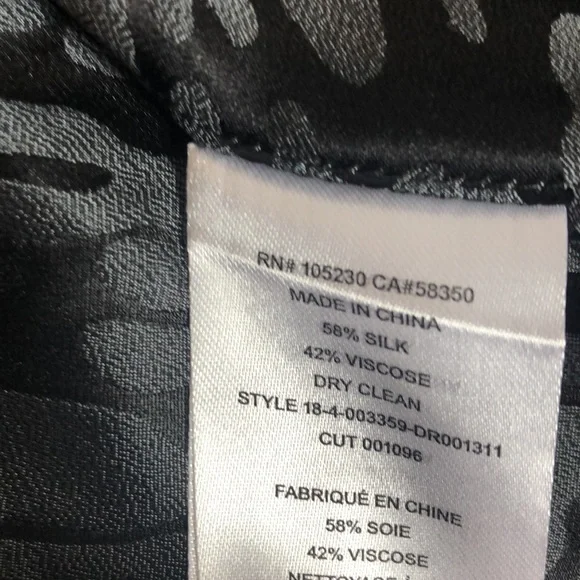 RN# 105230 CA#58350
MADE IN CHINA
58% SILK
42% VISCOSE
DRY CLEAN
STYLE 18-4-003359-DR001311
CUT 001096
FABRIQUÉ EN CHINE
58% SOIE
42% VISCOSE
NETTOYAGE À